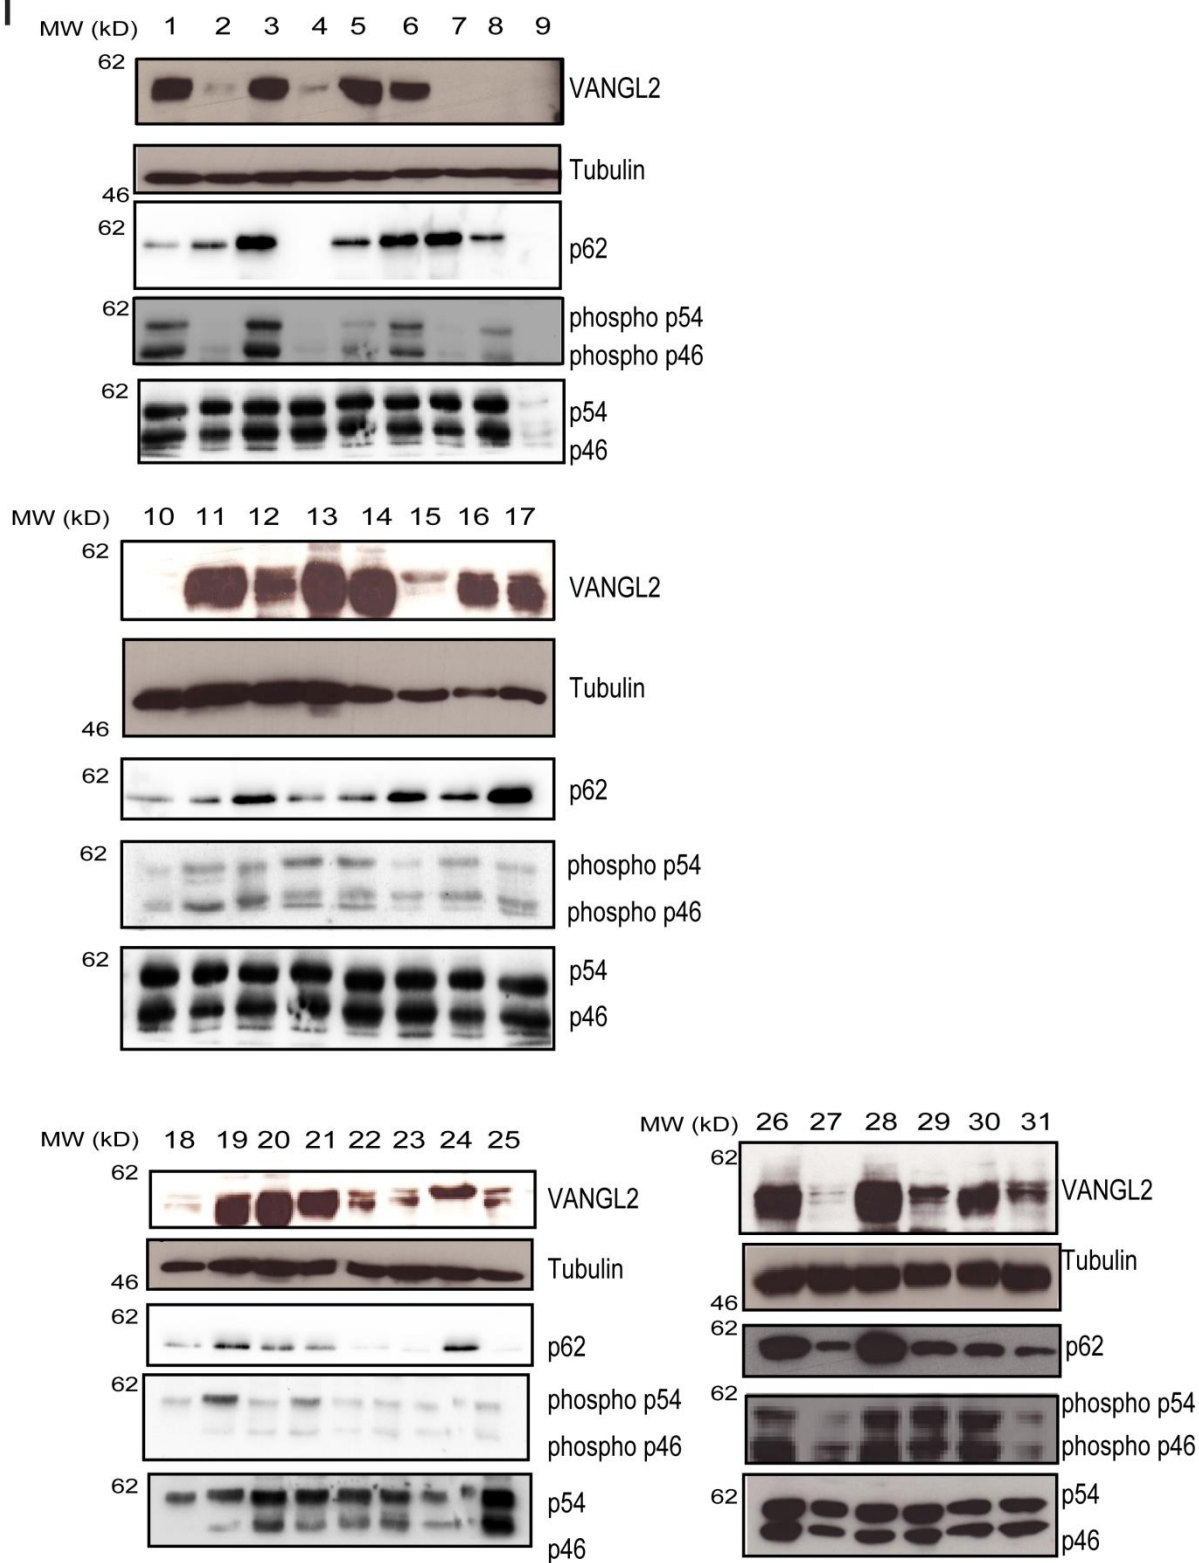 MW (kD) 1 2 3 4 5 6 7 8 9
62
VANGL2
Tubulin
46
62
p62
62
phospho p54
phospho p46
62
p54
p46
MW (kD) 10 11 12 13 14 15 16 17
62
VANGL2
Tubulin
46
62
p62
62
phospho p54
phospho p46
62
p54
p46
MW (kD) 18 19 20 21 22 23 24 25
62
VANGL2
Tubulin
46
62
p62
62
phospho p54
phospho p46
62
p54
p46
MW (kD) 26 27 28 29 30 31
62
VANGL2
Tubulin
46
62
p62
62
phospho p54
phospho p46
62
p54
p46